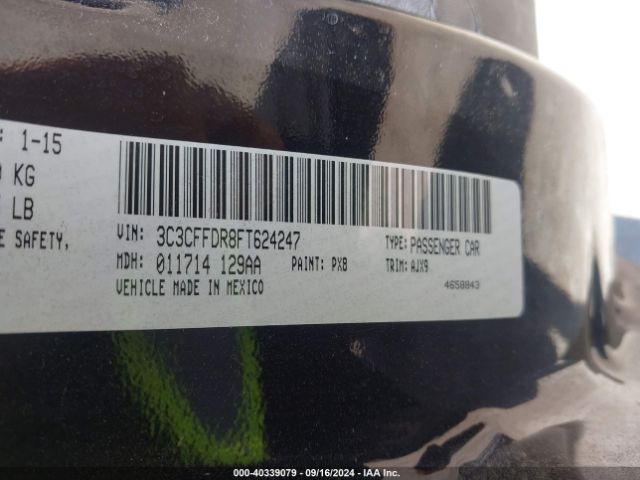 : 1-15
KG
LB
E SAFETY,
VIN: 3C3CFFDR8FT624247
TYPE: PASSENGER CAR
MDH: 011714 129AA
PAINT: PX8
TRIM: AJX9
VEHICLE MADE IN MEXICO
4658843
000-40339079 - 09/16/2024 - IAA Inc.